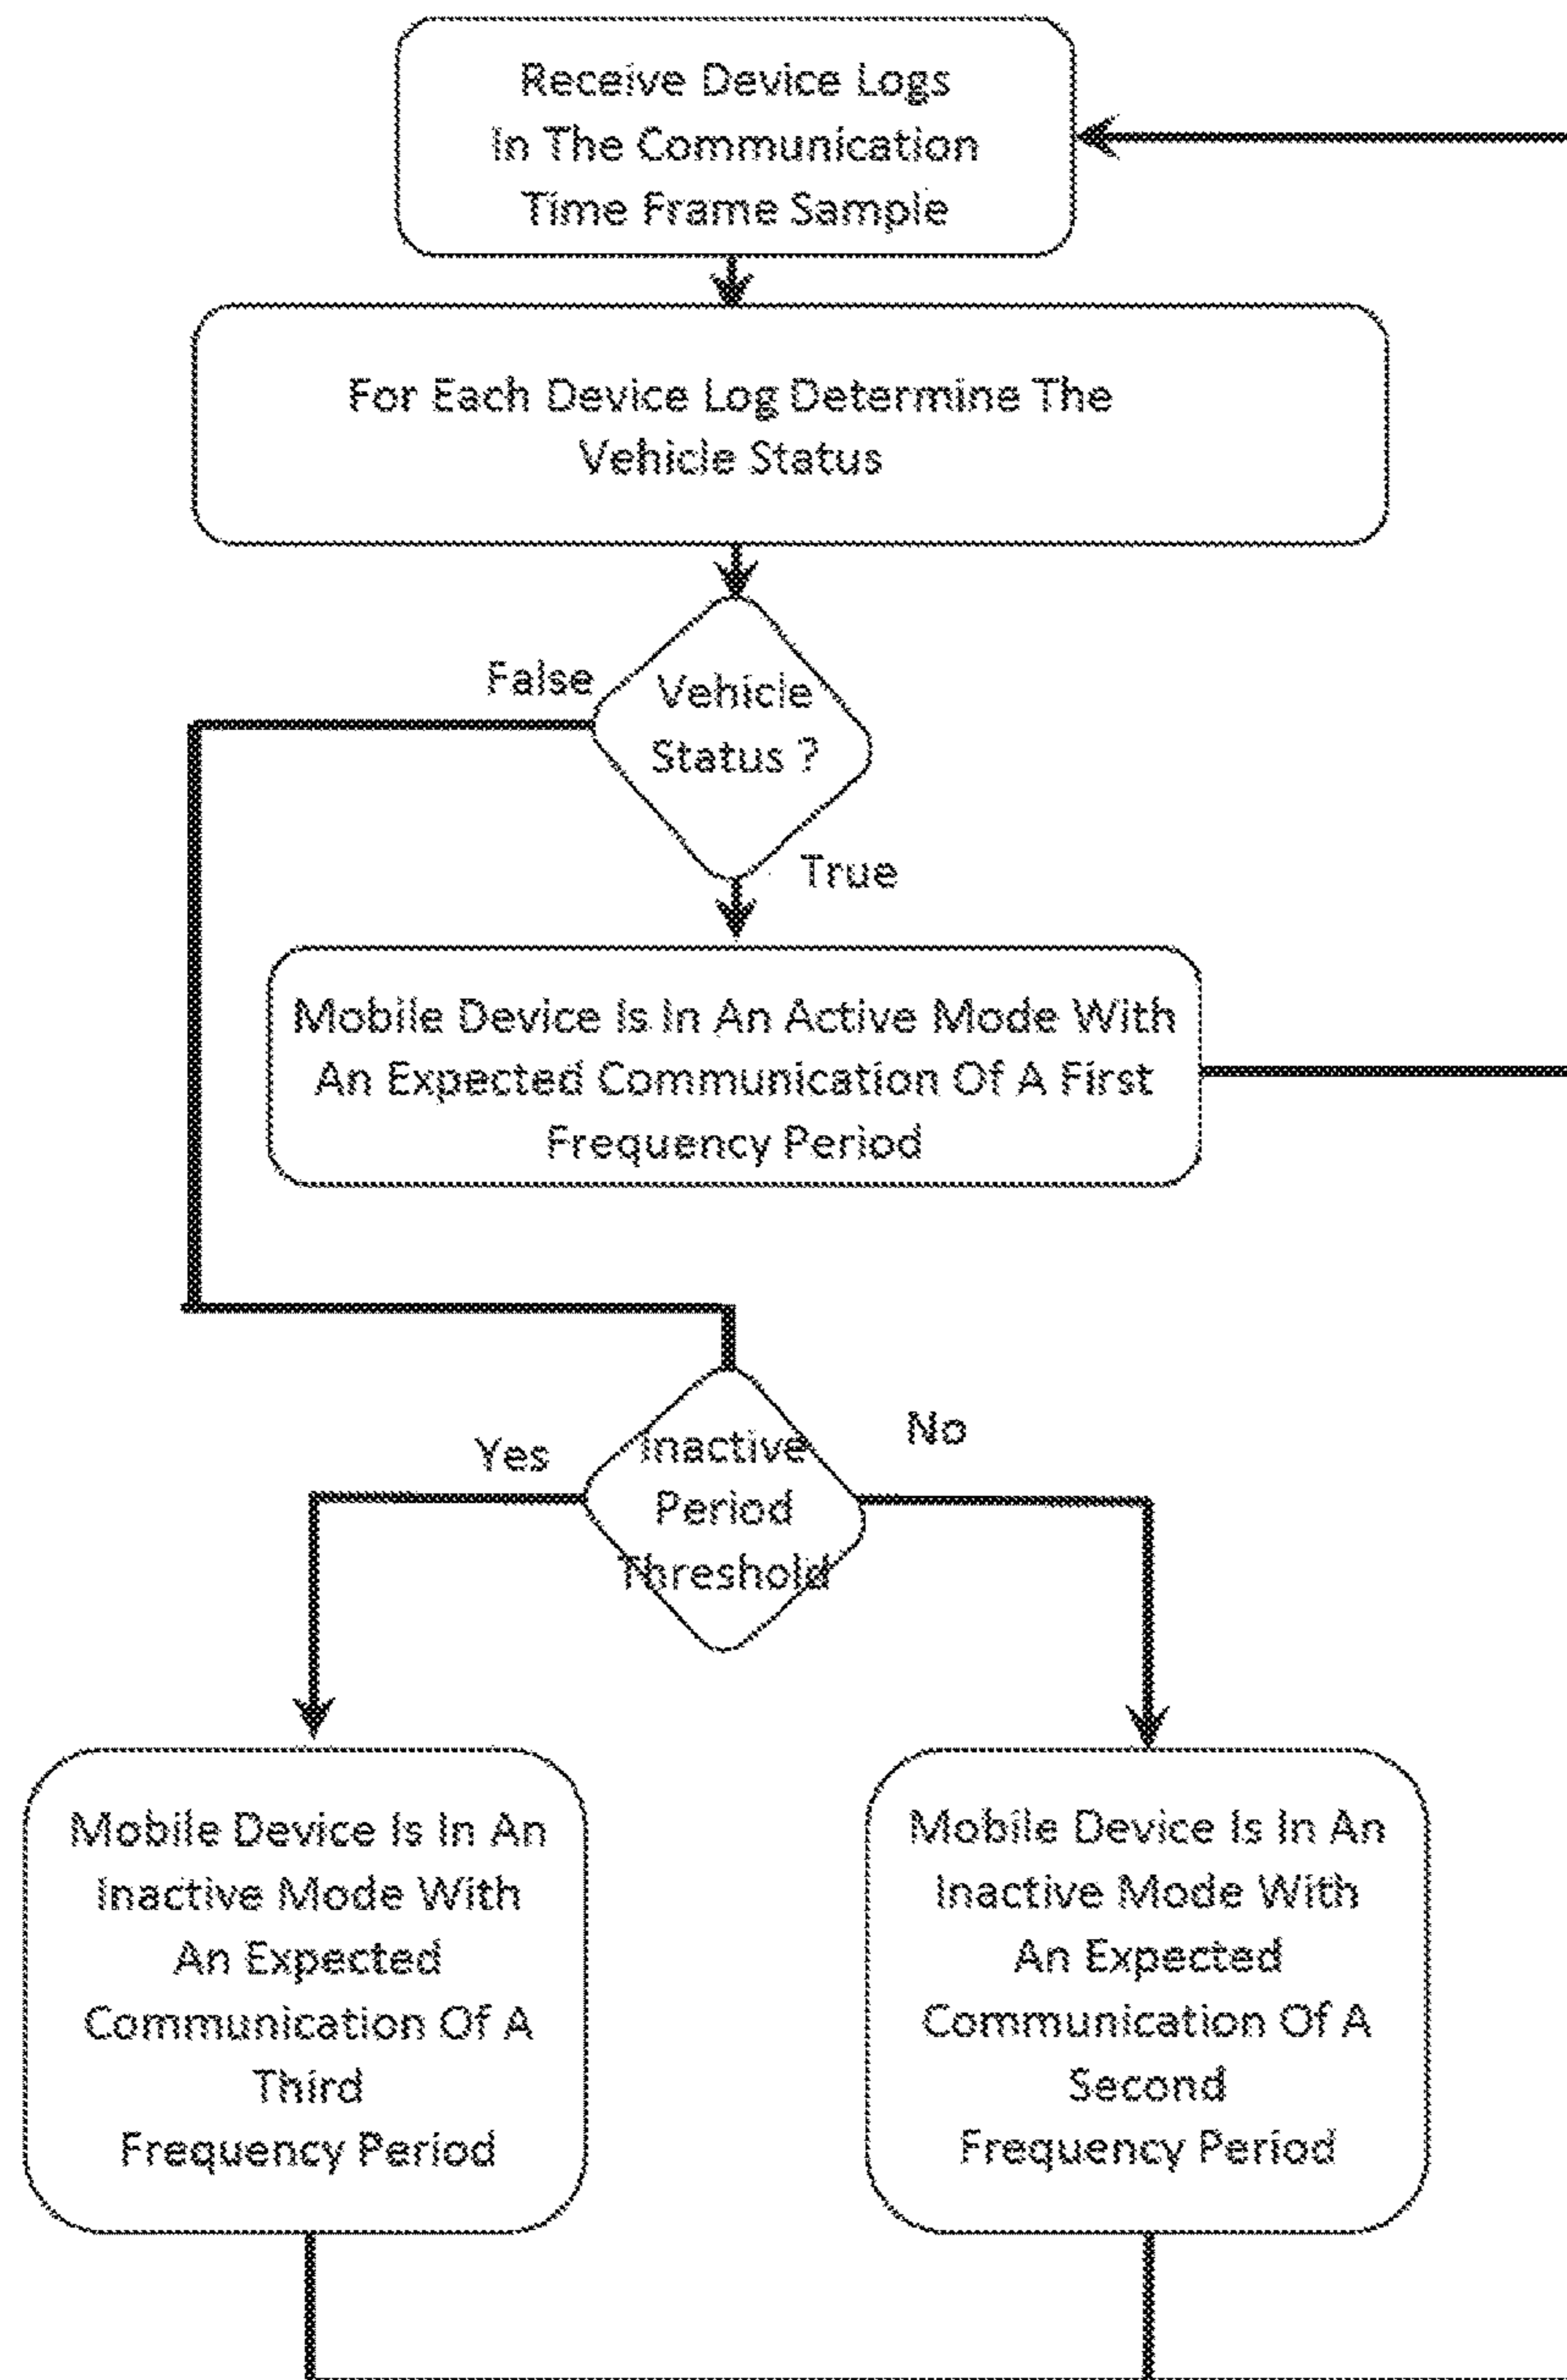 Receive Device Logs
In The Communication
Time Frame Sample
For Each Device Log Determine The
Vehicle Status
False
Vehicle
Status ?
True
Mobile Device Is In An Active Mode With
An Expected Communication Of A First
Frequency Period
Yes
No
Inactive
Period
Threshold
Mobile Device Is In An
Inactive Mode With
An Expected
Communication Of A
Third
Frequency Period
Mobile Device Is In An
Inactive Mode With
An Expected
Communication Of A
Second
Frequency Period